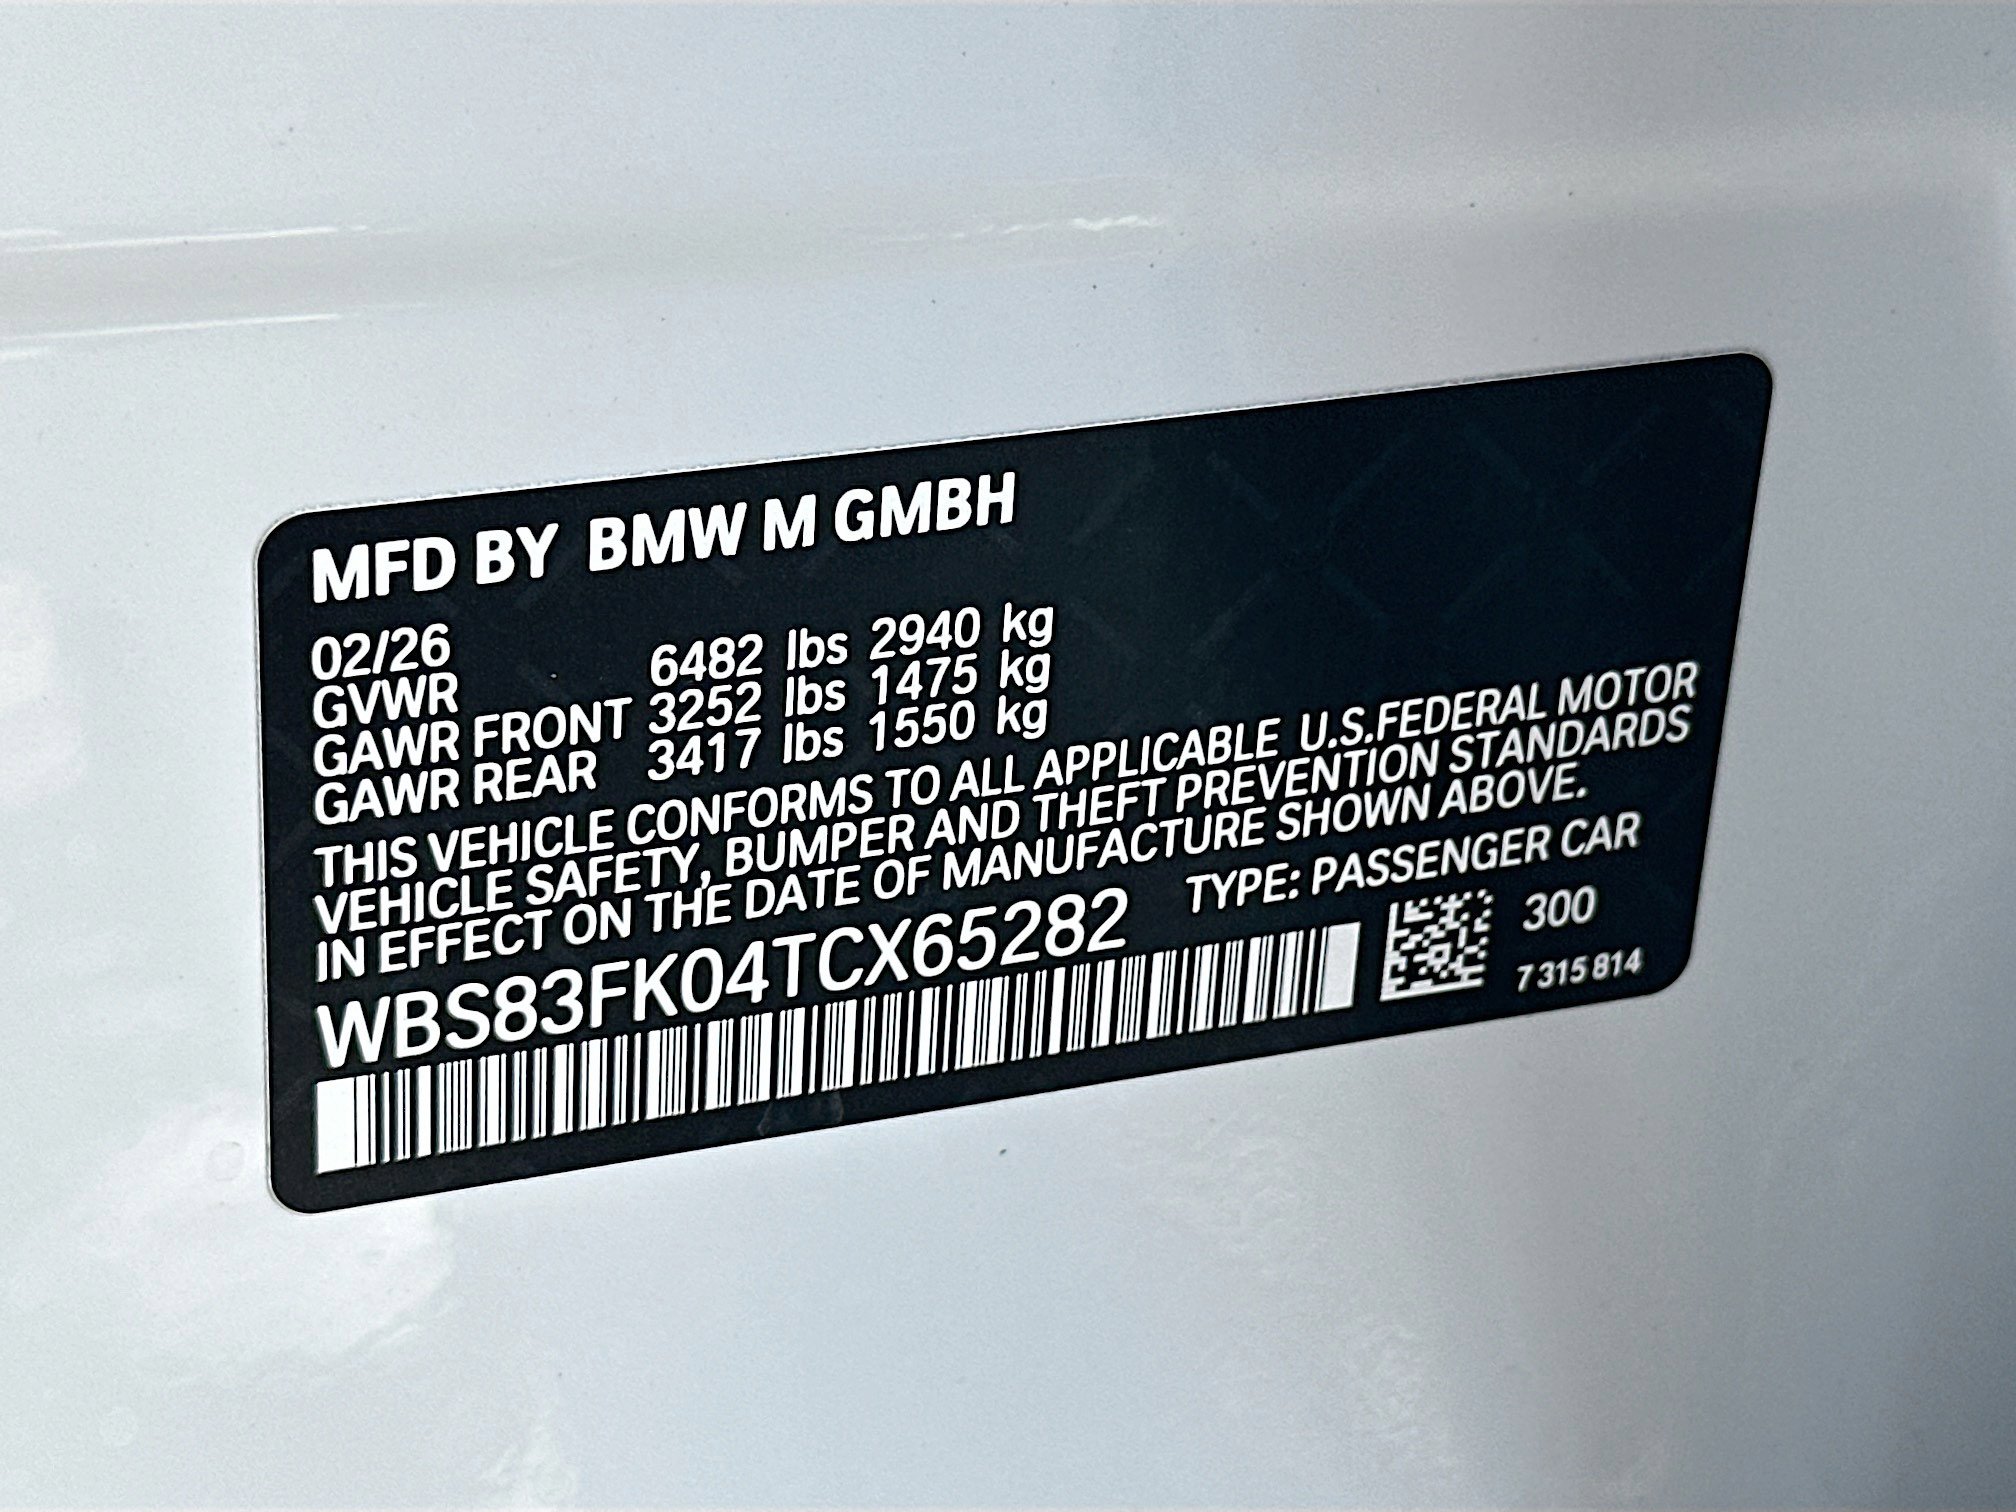 MFD BY BMW M GMBH
02/26
GVWR 6482 lbs 2940 kg
GAWR FRONT 3252 lbs 1475 kg
GAWR REAR 3417 lbs 1550 kg
THIS VEHICLE CONFORMS TO ALL APPLICABLE U.S.FEDERAL MOTOR
VEHICLE SAFETY, BUMPER AND THEFT PREVENTION STANDARDS
IN EFFECT ON THE DATE OF MANUFACTURE SHOWN ABOVE.
WBS83FK04TCX65282 TYPE: PASSENGER CAR
300
7 315 814